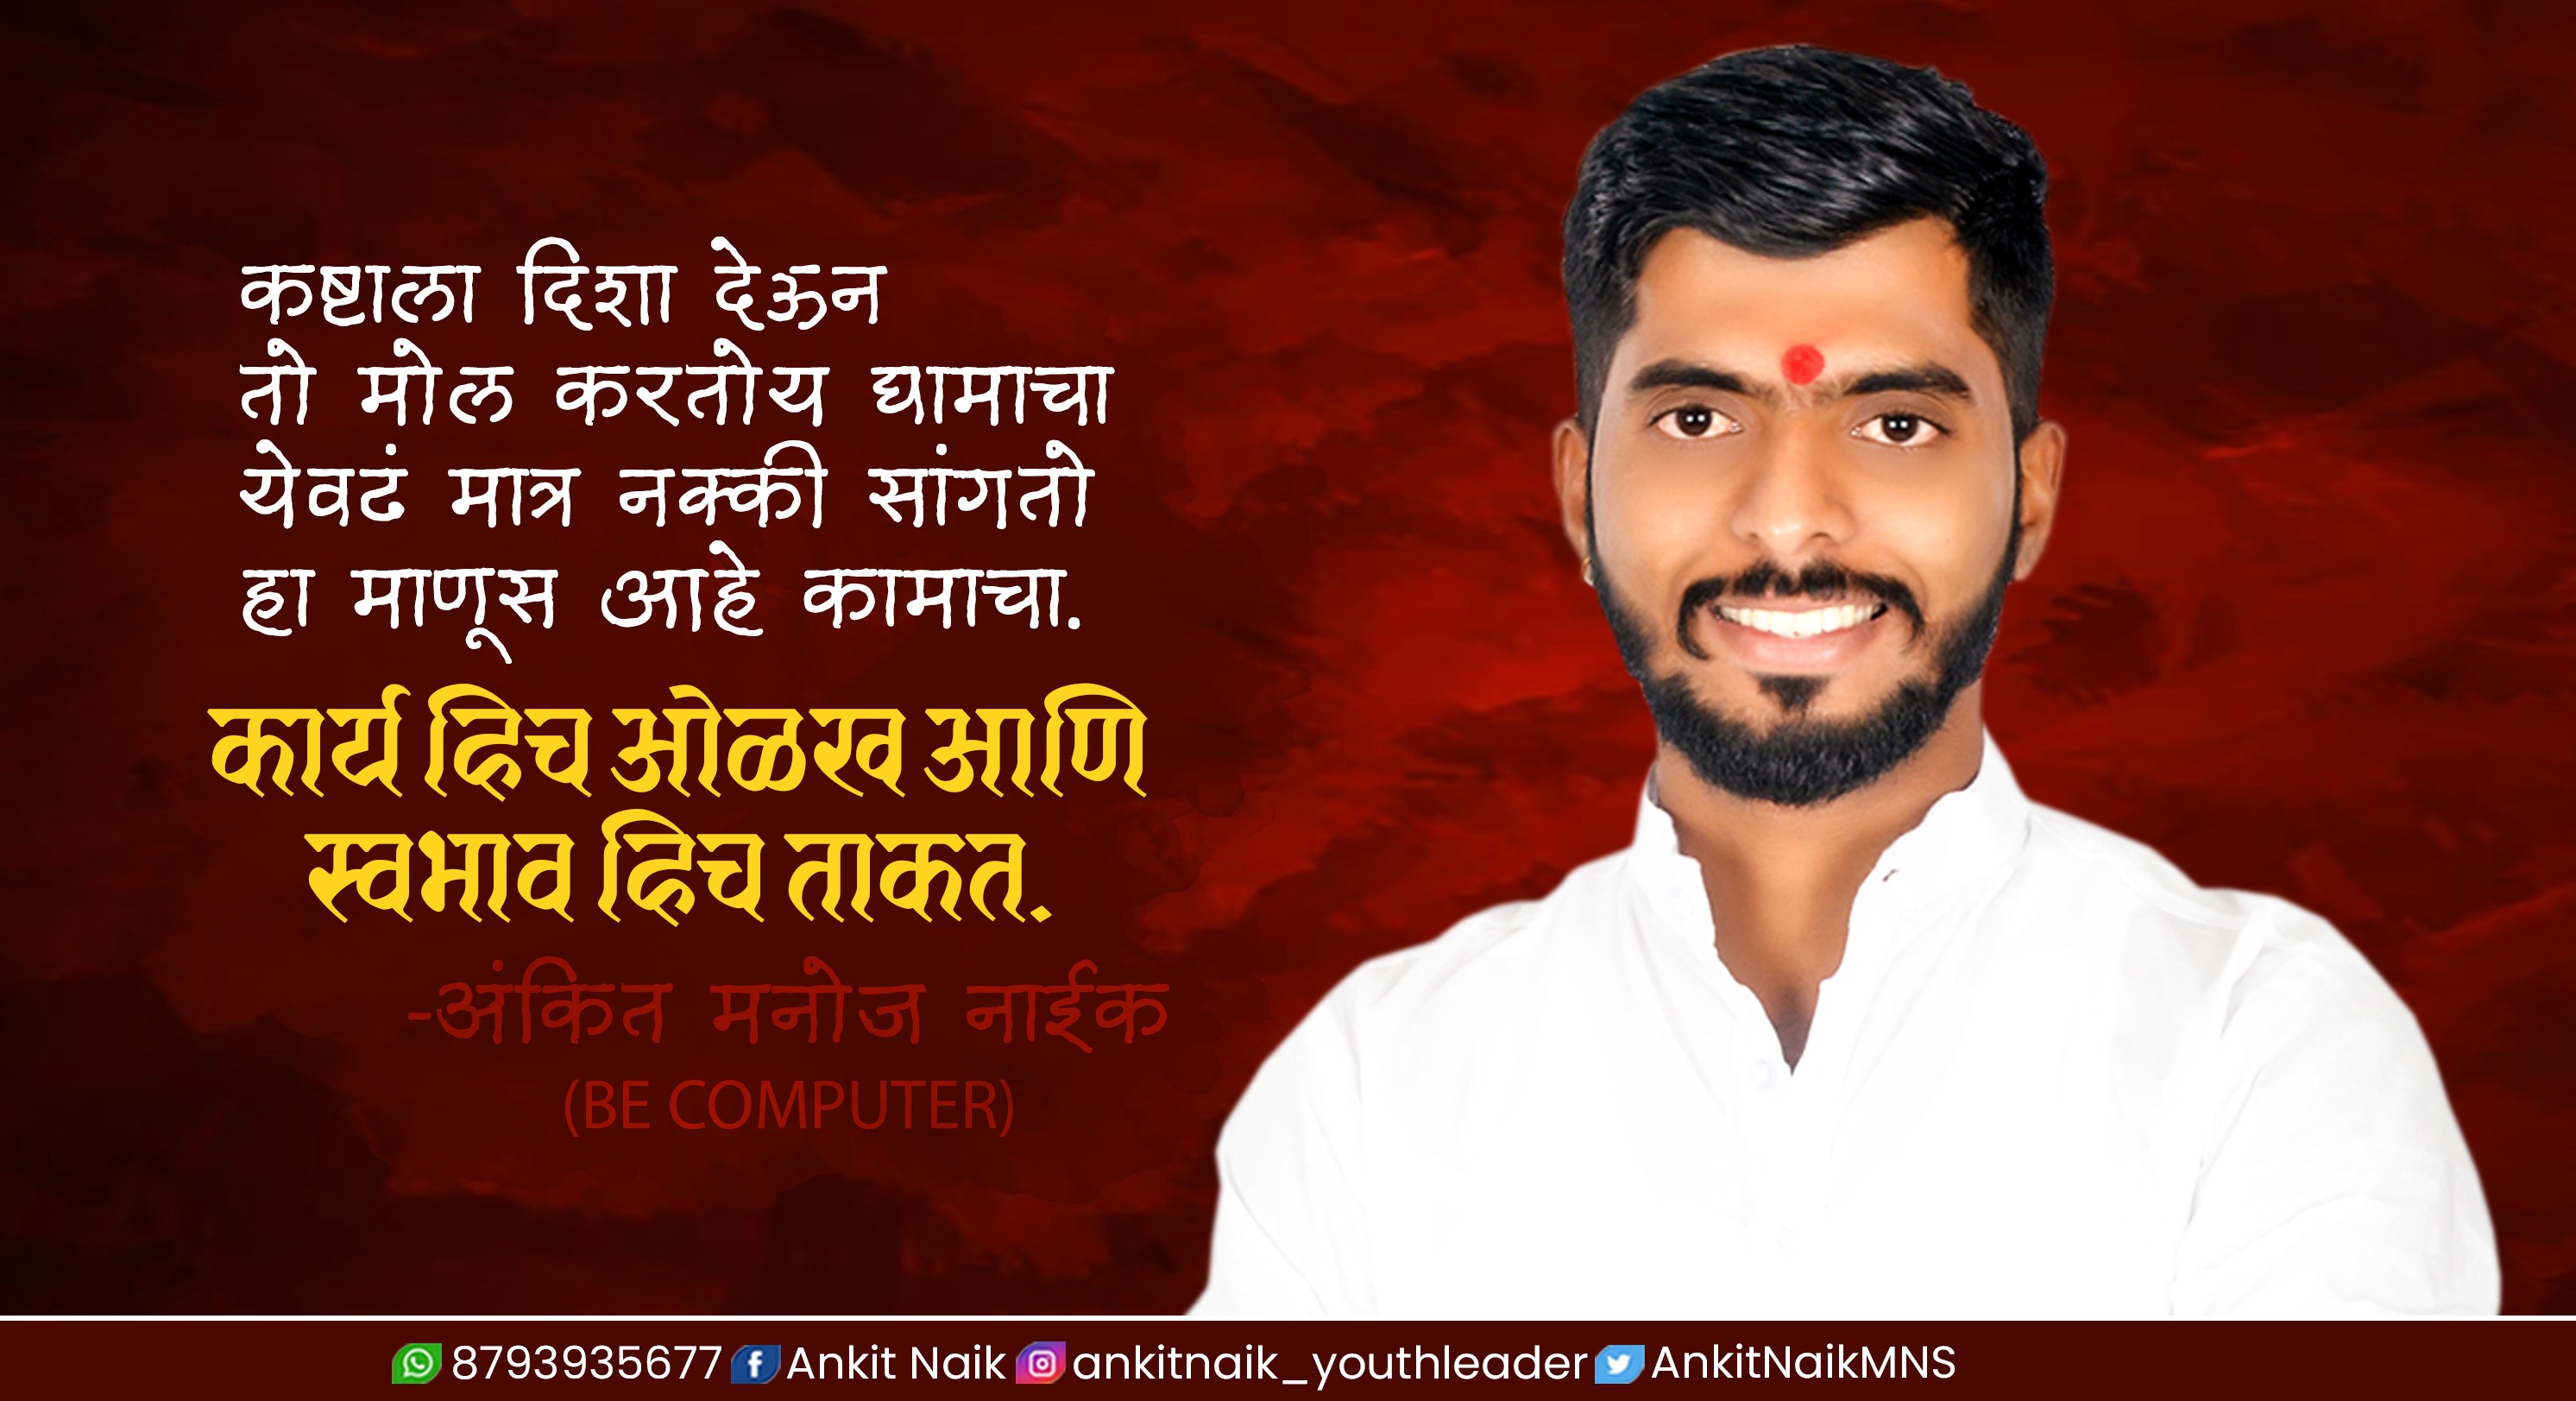 कष्टाला दिशा देऊन
तो मोल करतोय घामाचा
येवढं मात्र नक्की सांगतो
हा माणूस आहे कामाचा.
कार्य हिच ओळख आणि
स्वभाव हिच ताकत.
-अंकित मनोज नाईक
(BE COMPUTER)
8793935677 Ankit Naik ankitnaik_youthleader AnkitNaikMNS